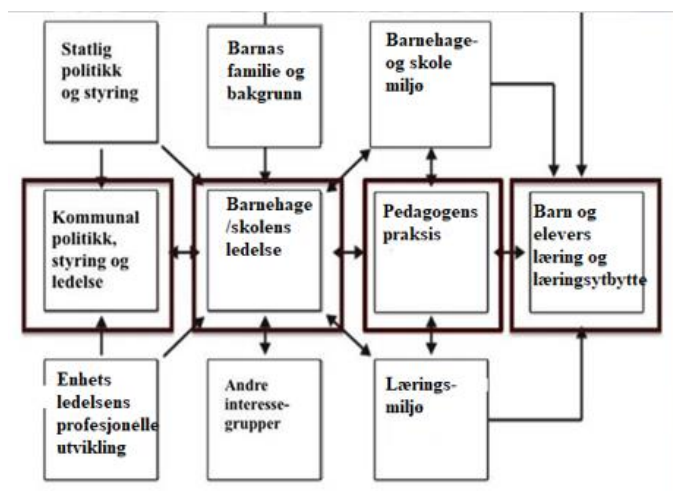 Statlig
politikk
og styring
Barnas
familie og
bakgrunn
Barnehage-
og skole
miljø
Kommunal
politikk,
styring og
ledelse
Barnehage
/skolens
ledelse
Pedagogens
praksis
Barn og
elevers
læring og
læringsytbytte
Enhets
ledelsens
profesjonelle
utvikling
Andre
interesse-
grupper
Lærings-
miljø